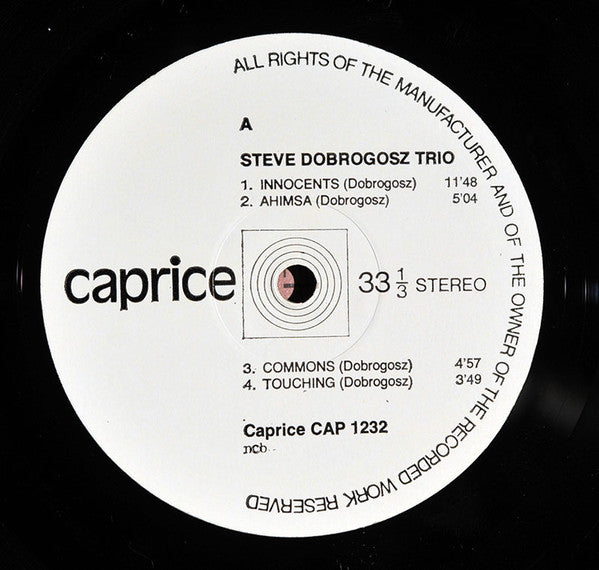 ALL RIGHTS OF THE MANUFACTURER AND OF THE OWNER OF THE RECORDED WORK RESERVED
A
STEVE DOBROGOSZ TRIO
1. INNOCENTS (Dobrogosz) 11'48
2. AHIMSA (Dobrogosz) 5'04
caprice
33 1/3 STEREO
3. COMMONS (Dobrogosz) 4'57
4. TOUCHING (Dobrogosz) 3'49
Caprice CAP 1232
ncb